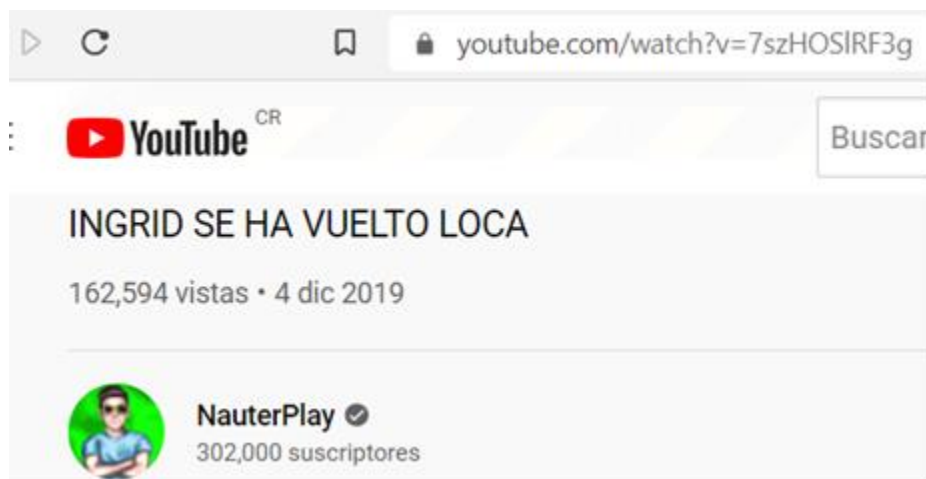 youtube.com/watch?v=7szHOSlRF3g
YouTube CR
Buscar
INGRID SE HA VUELTO LOCA
162,594 vistas • 4 dic 2019
NauterPlay
302,000 suscriptores